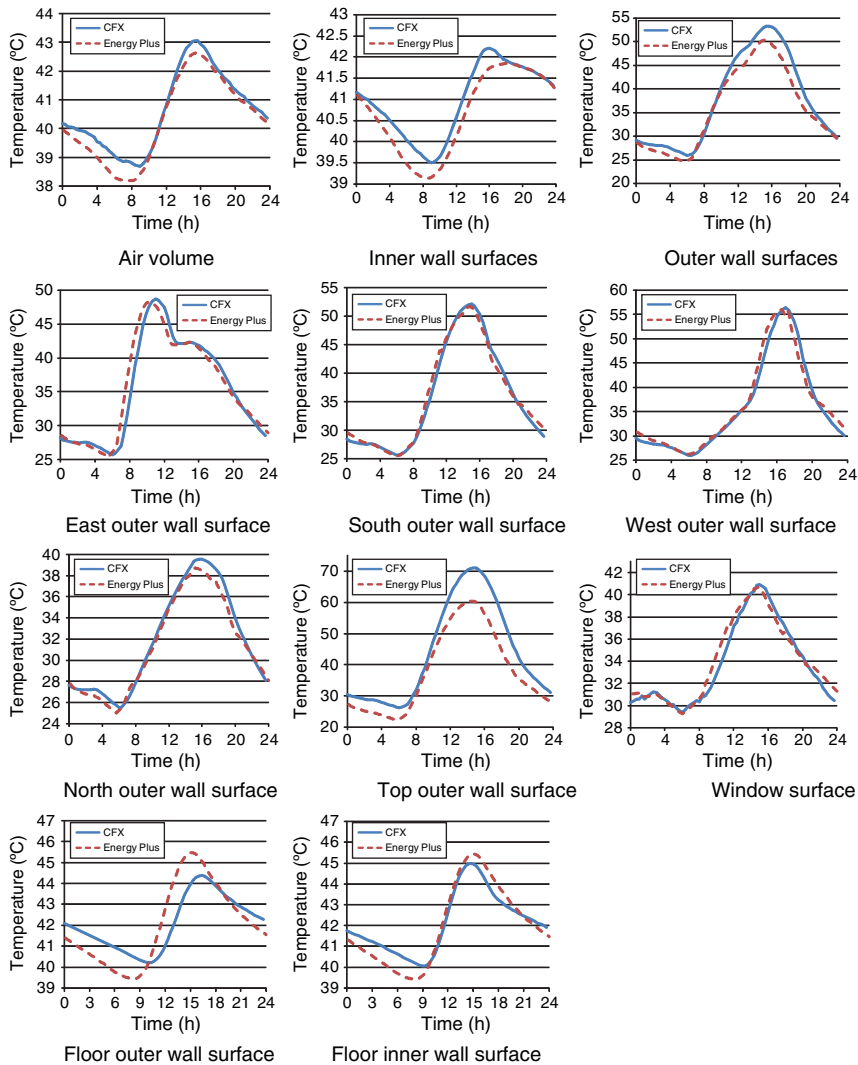 Temperature (ºC)
43
42
41
40
39
38
44
CFX
Energy Plus
0 4 8 12 16 20 24
Time (h)
Air volume
Temperature (ºC)
43
42.5
42
41.5
41
40.5
40
39.5
39
CFX
Energy Plus
0 4 8 12 16 20 24
Time (h)
Inner wall surfaces
Temperature (ºC)
55
50
45
40
35
30
25
20
CFX
Energy Plus
0 4 8 12 16 20 24
Time (h)
Outer wall surfaces
Temperature (ºC)
50
45
40
35
30
25
CFX
Energy Plus
0 4 8 12 16 20 24
Time (h)
East outer wall surface
Temperature (ºC)
55
50
45
40
35
30
25
CFX
Energy Plus
0 4 8 12 16 20 24
Time (h)
South outer wall surface
Temperature (ºC)
60
55
50
45
40
35
30
25
CFX
Energy Plus
0 4 8 12 16 20 24
Time (h)
West outer wall surface
Temperature (ºC)
40
38
36
34
32
30
28
26
24
CFX
Energy Plus
0 4 8 12 16 20 24
Time (h)
North outer wall surface
Temperature (ºC)
70
60
50
40
30
20
CFX
Energy Plus
0 4 8 12 16 20 24
Time (h)
Top outer wall surface
Temperature (ºC)
42
40
38
36
34
32
30
28
CFX
Energy Plus
0 4 8 12 16 20 24
Time (h)
Window surface
Temperature (ºC)
47
46
45
44
43
42
41
40
39
CFX
Energy Plus
0 3 6 9 12 15 18 21 24
Time (h)
Floor outer wall surface
Temperature (ºC)
47
46
45
44
43
42
41
40
39
CFX
Energy Plus
0 3 6 9 12 15 18 21 24
Time (h)
Floor inner wall surface